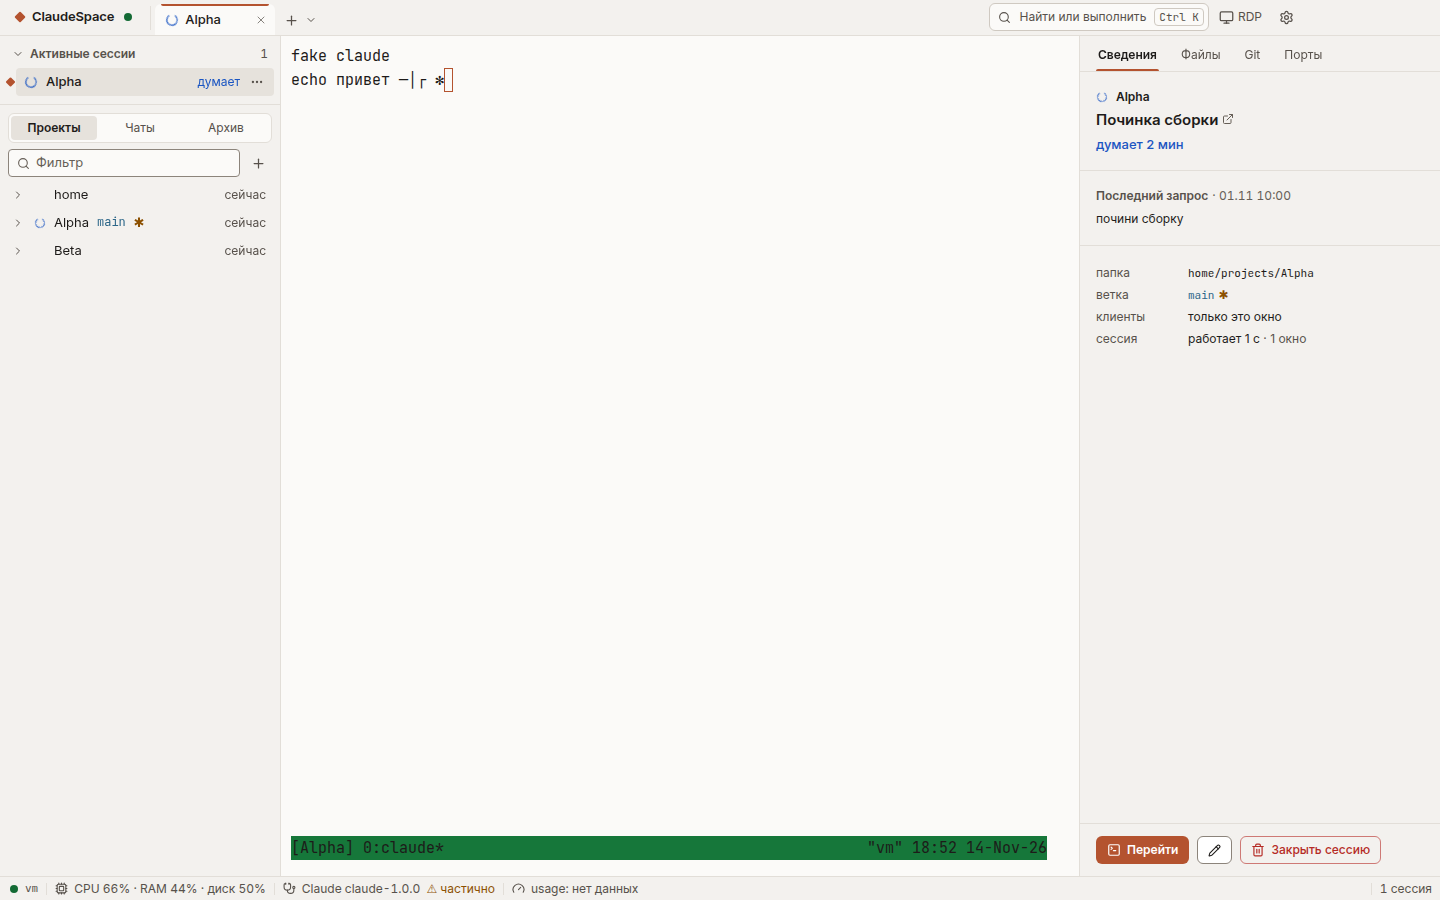 ClaudeSpace
Alpha
Найти или выполнить Ctrl K
RDP
Активные сессии 1
Alpha думает
Проекты Чаты Архив
Фильтр
home сейчас
Alpha main ✱ сейчас
Beta сейчас
fake claude
echo привет ─│┌ ✻
[Alpha] 0:claude* "vm" 18:52 14-Nov-26
Сведения Файлы Git Порты
Alpha
Починка сборки
думает 2 мин
Последний запрос · 01.11 10:00
почини сборку
папка home/projects/Alpha
ветка main ✱
клиенты только это окно
сессия работает 1 с · 1 окно
Перейти Закрыть сессию
vm CPU 66% · RAM 44% · диск 50% Claude claude-1.0.0 ⚠ частично usage: нет данных 1 сессия